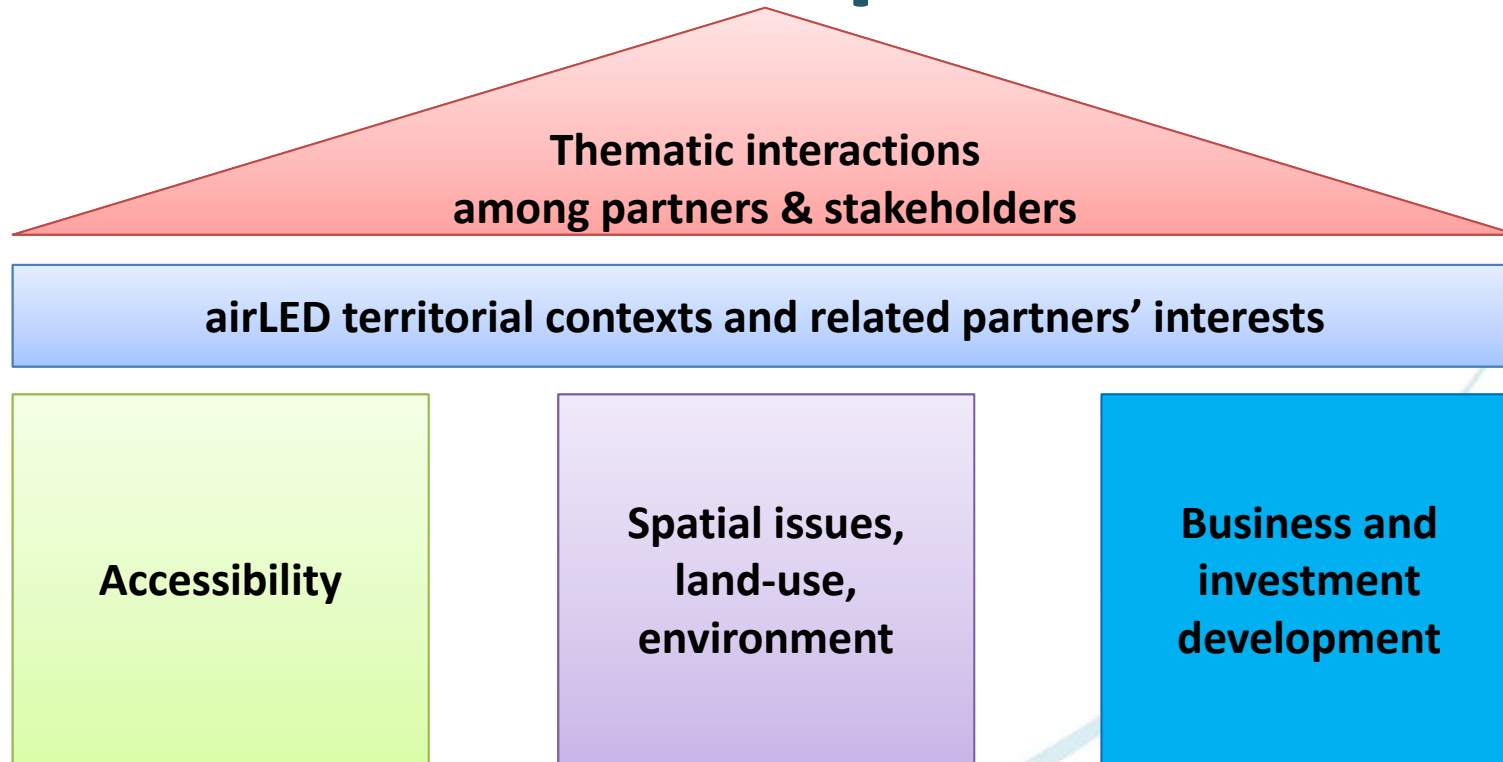 Thematic interactions
among partners & stakeholders
airLED territorial contexts and related partners’ interests
Accessibility
Spatial issues,
land-use,
environment
Business and
investment
development